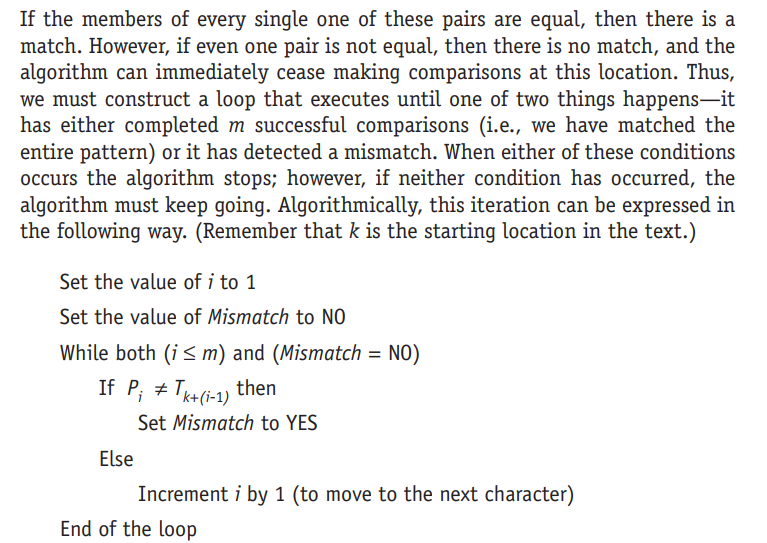 If the members of every single one of these pairs are equal, then there is a
match. However, if even one pair is not equal, then there is no match, and the
algorithm can immediately cease making comparisons at this location. Thus,
we must construct a loop that executes until one of two things happens—it
has either completed m successful comparisons (i.e., we have matched the
entire pattern) or it has detected a mismatch. When either of these conditions
occurs the algorithm stops; however, if neither condition has occurred, the
algorithm must keep going. Algorithmically, this iteration can be expressed in
the following way. (Remember that k is the starting location in the text.)
Set the value of i to 1
Set the value of Mismatch to NO
While both (i ≤ m) and (Mismatch = NO)
If P_i ≠ T_{k+(i-1)} then
Set Mismatch to YES
Else
Increment i by 1 (to move to the next character)
End of the loop